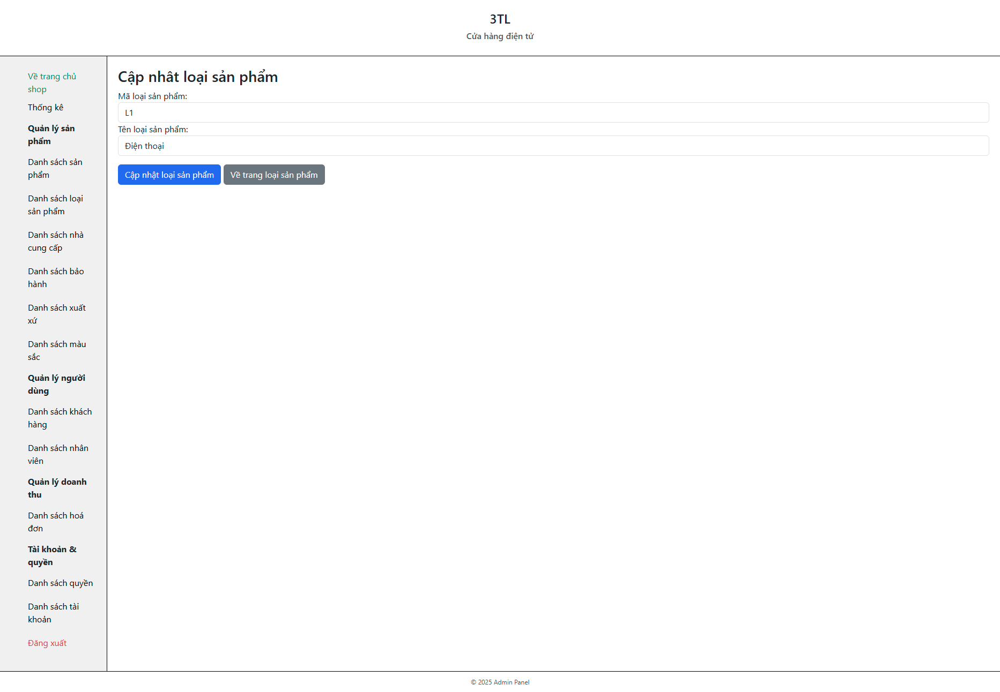 3TL
Cửa hàng điện tử
Về trang chủ
shop
Thống kê
Quản lý sản
phẩm
Danh sách sản
phẩm
Danh sách loại
sản phẩm
Danh sách nhà
cung cấp
Danh sách bảo
hành
Danh sách xuất
xứ
Danh sách màu
sắc
Quản lý người
dùng
Danh sách khách
hàng
Danh sách nhân
viên
Quản lý doanh
thu
Danh sách hoá
đơn
Tài khoản &
quyền
Danh sách quyền
Danh sách tài
khoản
Đăng xuất
Cập nhât loại sản phẩm
Mã loại sản phẩm:
L1
Tên loại sản phẩm:
Điện thoại
Cập nhật loại sản phẩm
Về trang loại sản phẩm
© 2025 Admin Panel